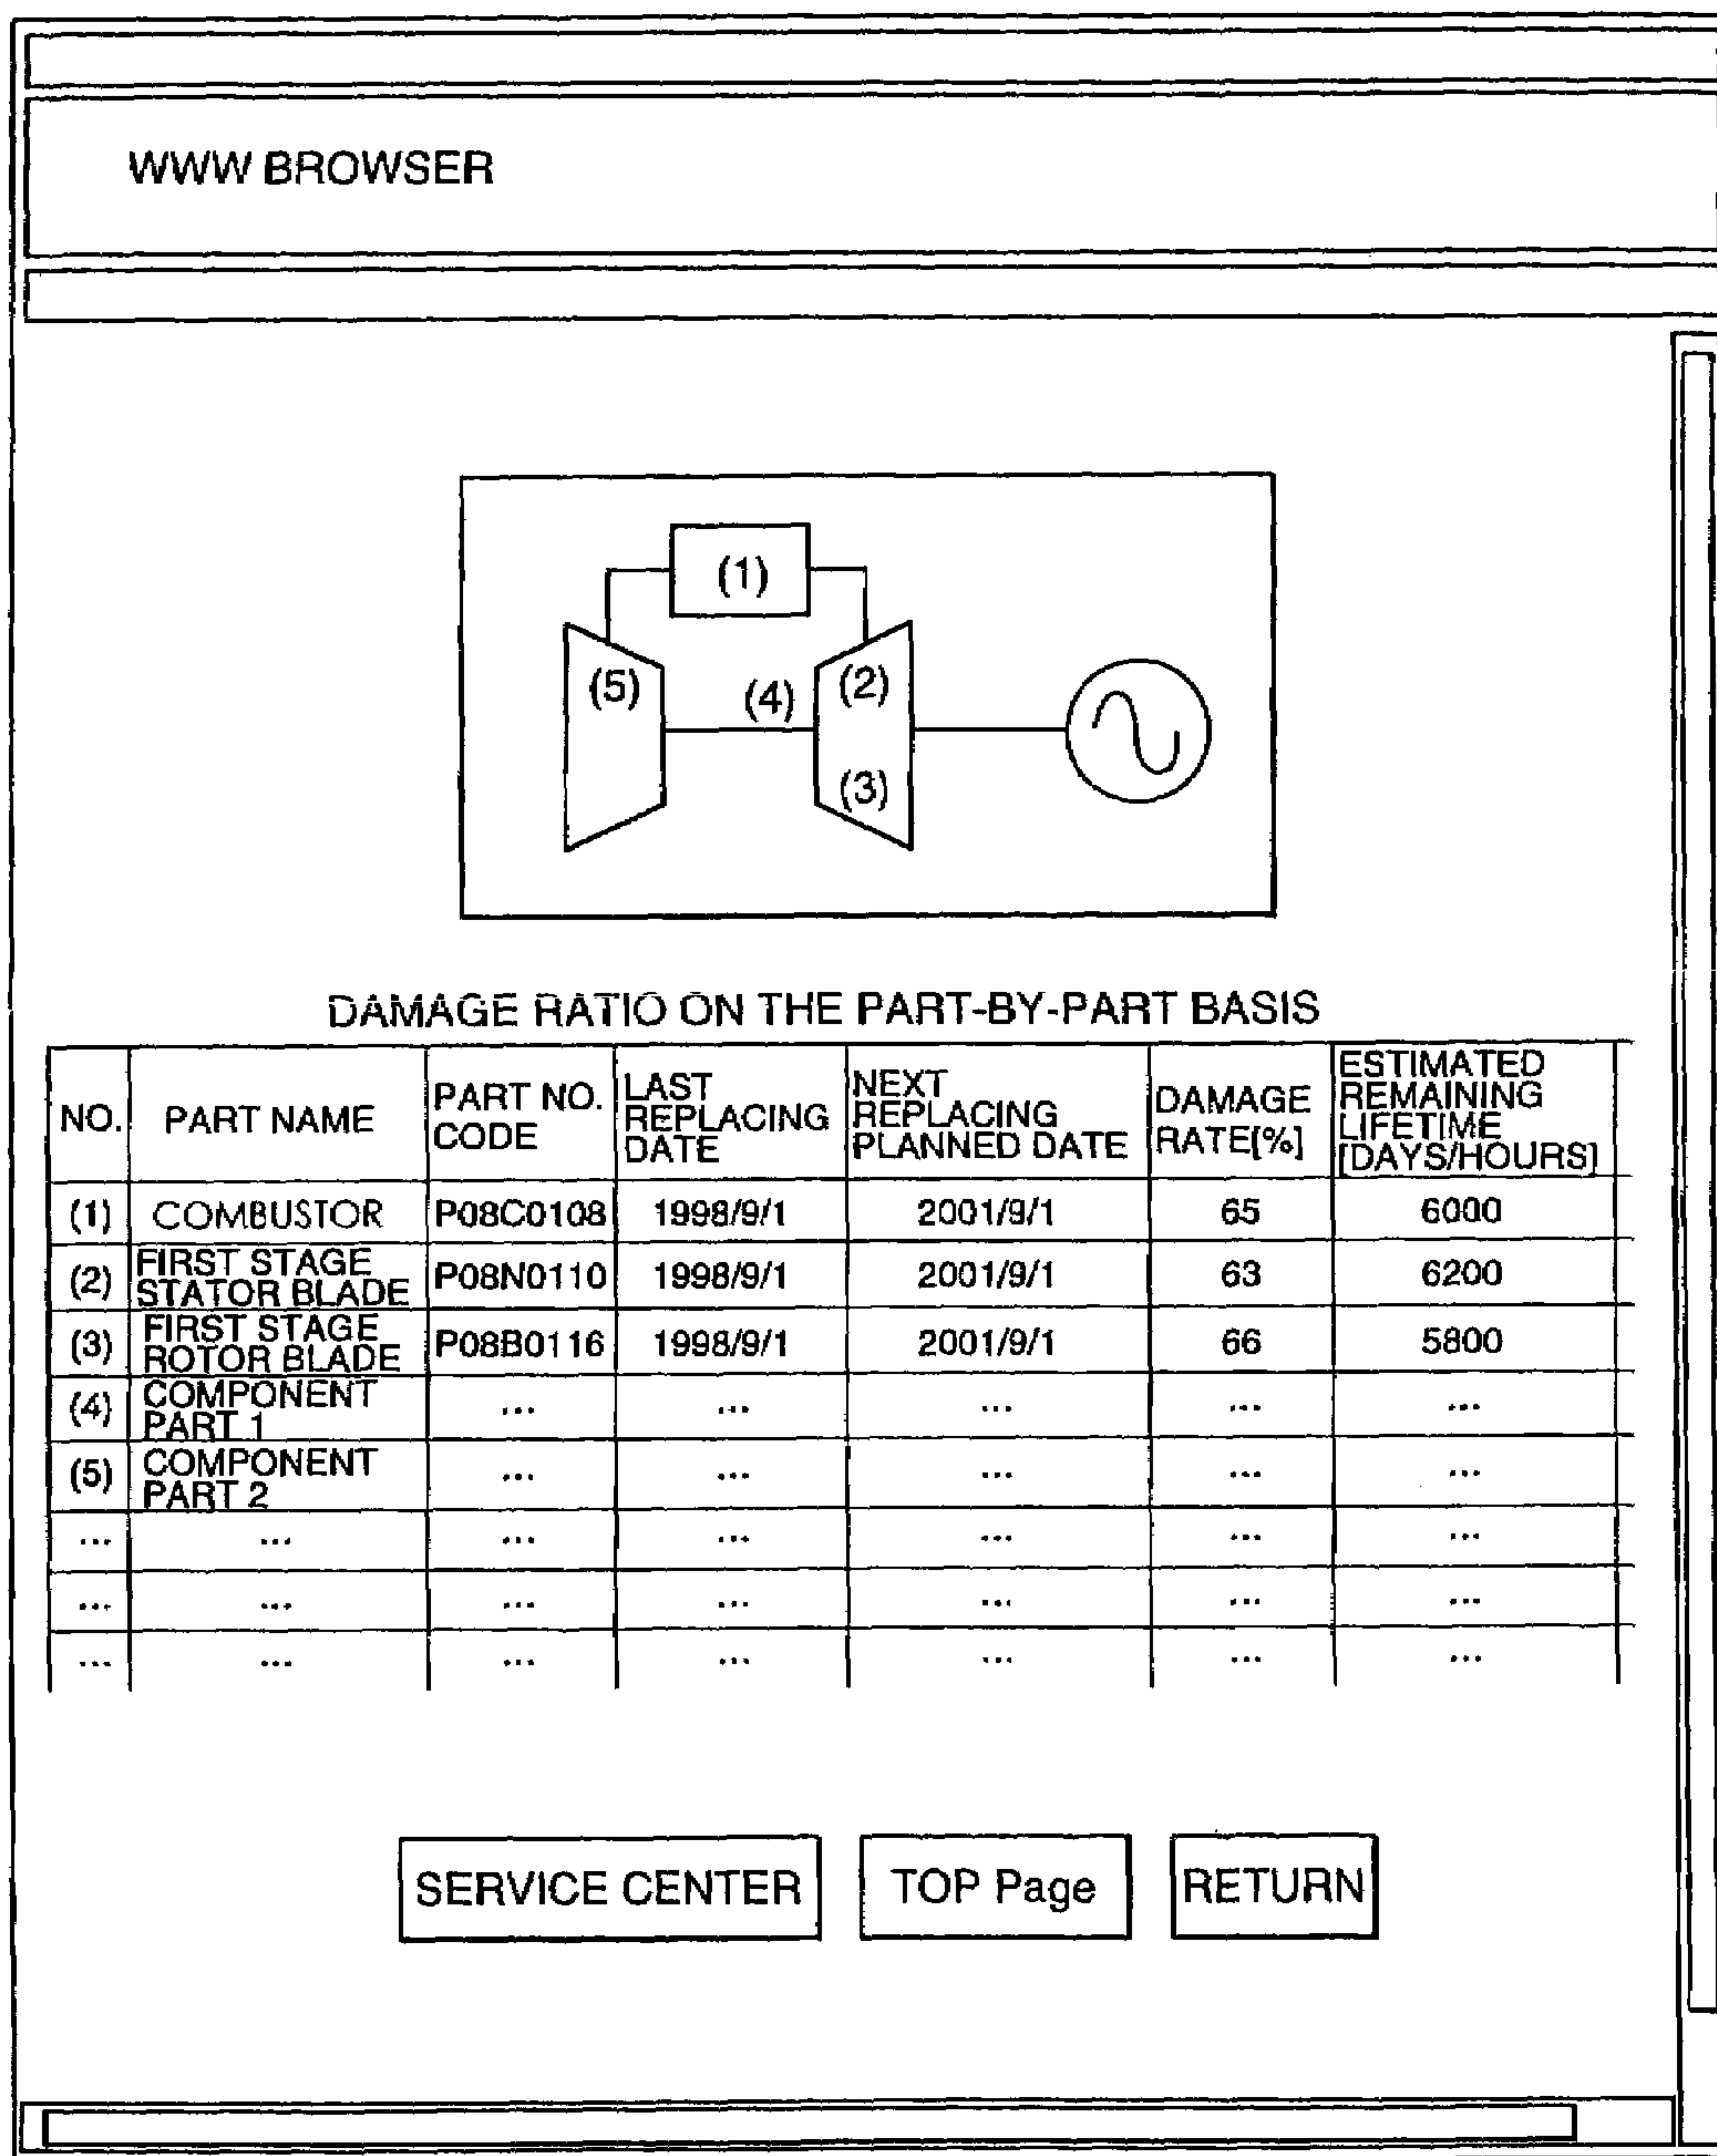 WWW BROWSER
(1)
(5)
(4)
(2)
(3)
DAMAGE RATIO ON THE PART-BY-PART BASIS
NO.
PART NAME
PART NO.
CODE
LAST
REPLACING
DATE
NEXT
REPLACING
PLANNED DATE
DAMAGE
RATE[%]
ESTIMATED
REMAINING
LIFETIME
[DAYS/HOURS]
(1) COMBUSTOR P08C0108 1998/9/1 2001/9/1 65 6000
(2) FIRST STAGE
STATOR BLADE P08N0110 1998/9/1 2001/9/1 63 6200
(3) FIRST STAGE
ROTOR BLADE P08B0116 1998/9/1 2001/9/1 66 5800
(4) COMPONENT
PART 1 ... ... ... ... ...
(5) COMPONENT
PART 2 ... ... ... ... ...
... ... ... ... ... ... ...
... ... ... ... ... ... ...
... ... ... ... ... ... ...
SERVICE CENTER TOP Page RETURN